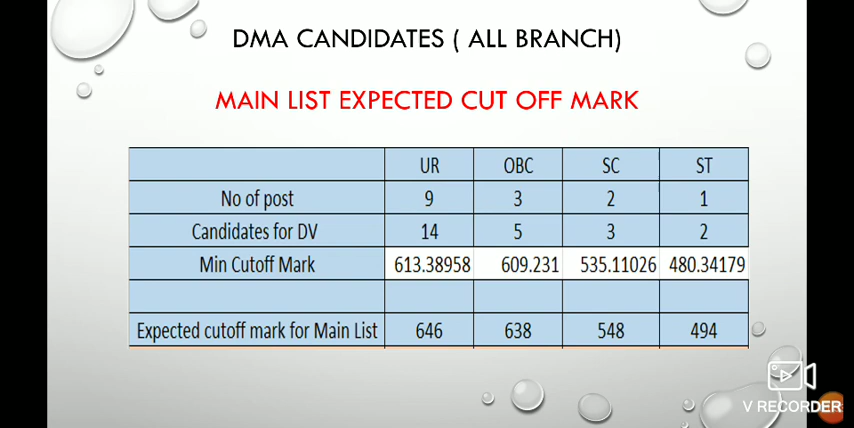 DMA CANDIDATES ( ALL BRANCH)
MAIN LIST EXPECTED CUT OFF MARK
UR OBC SC ST
No of post 9 3 2 1
Candidates for DV 14 5 3 2
Min Cutoff Mark 613.38958 609.231 535.11026 480.34179
Expected cutoff mark for Main List 646 638 548 494
V RECORDER